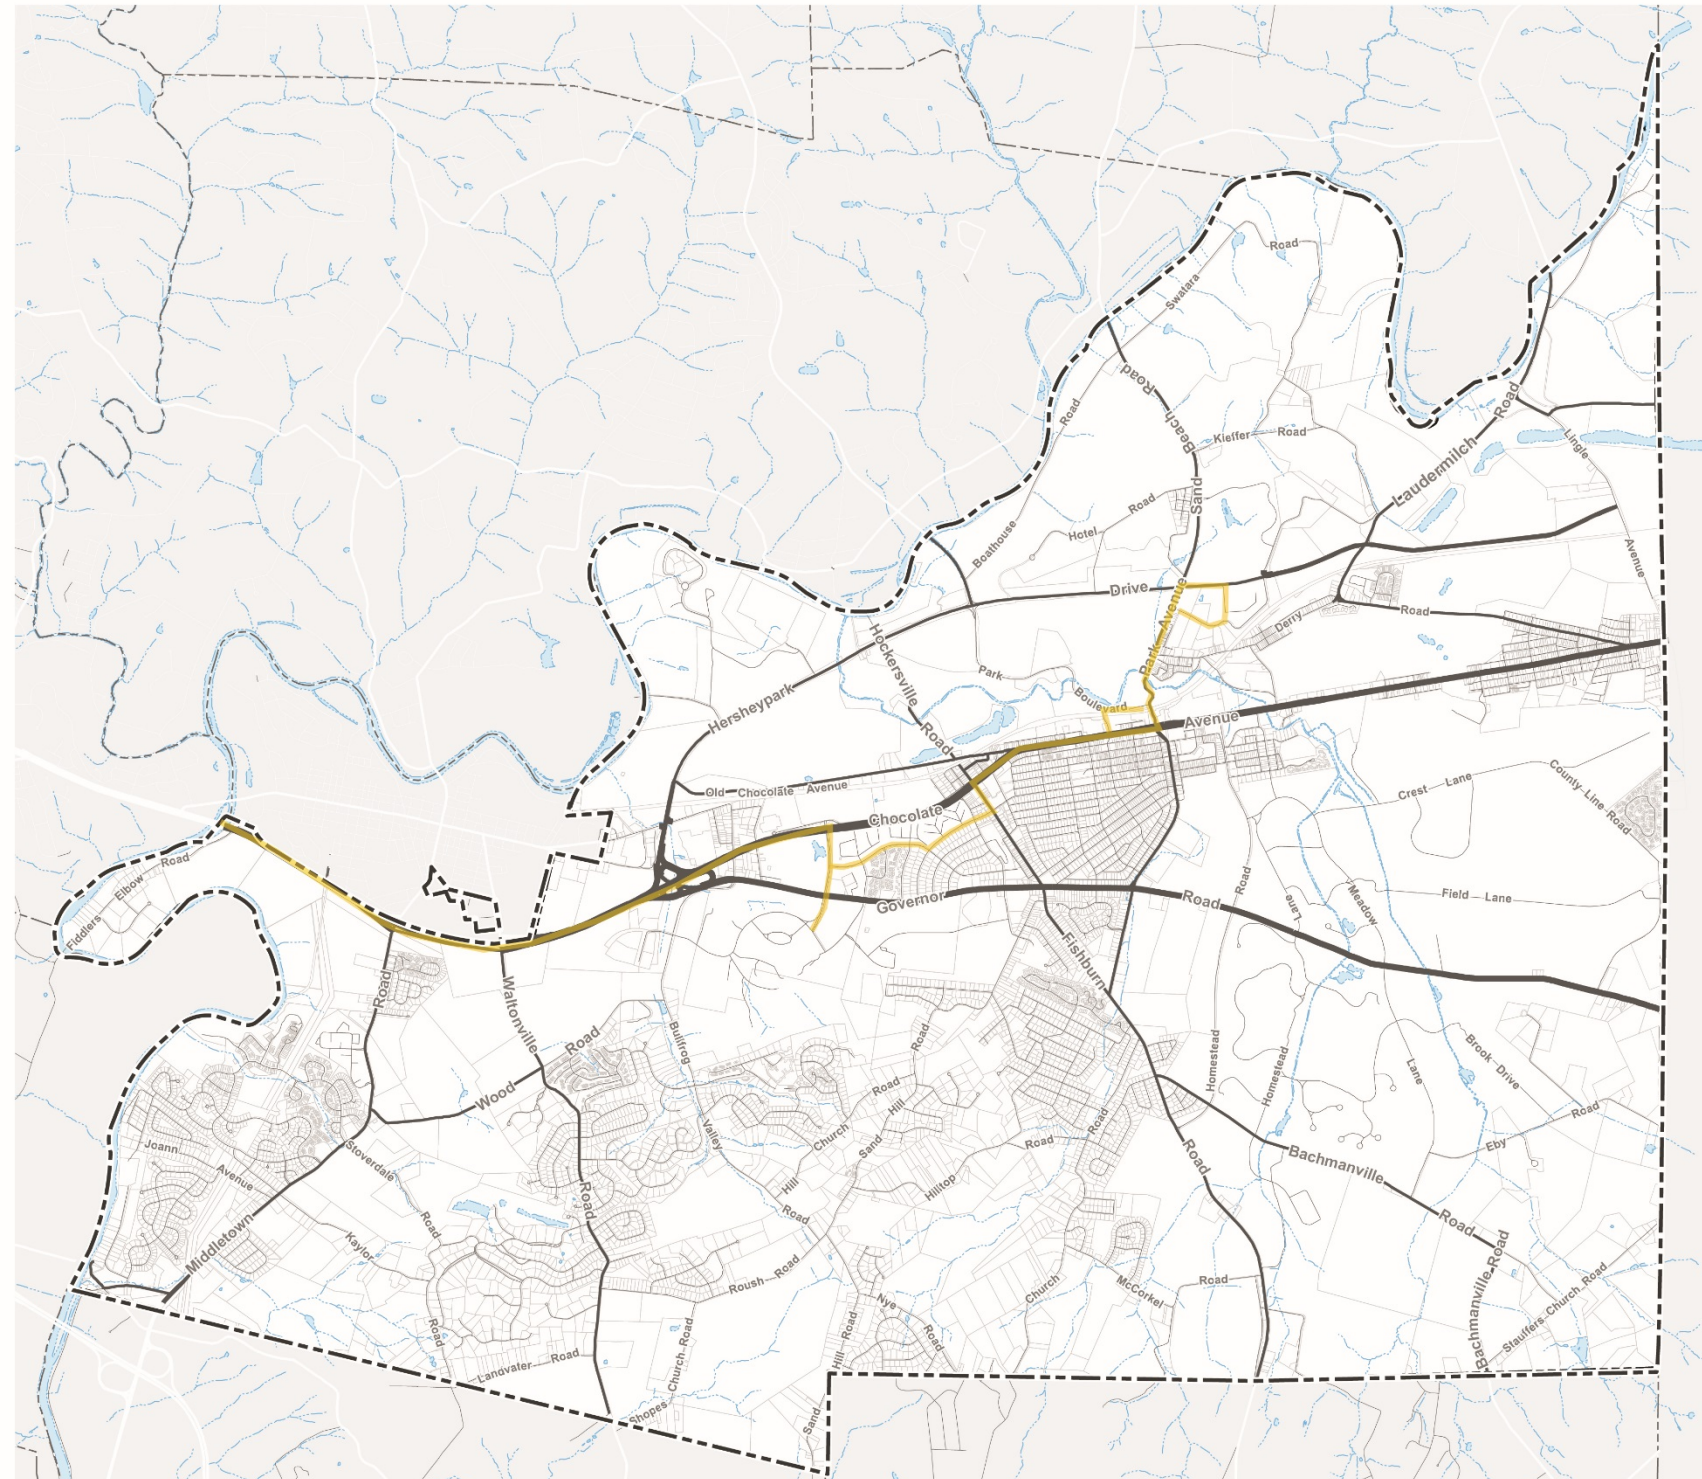 Road
Swatara
Road
Beach
Road
Kieffer Road
Road
Laudermilch
Lingle
Avenue
Sand
Road
Hotel
Boathouse
Drive
Park Avenue
Derry
Road
Hockersville
Road
Park
Boulevard
Hersheypark
Avenue
Old Chocolate Avenue
Chocolate
Crest Lane
County Line
Road
Road
Elbow
Fiddlers
Governor
Road
Road
Lane
Meadow
Field Lane
Fishburn
Road
Waltonville
Road
Wood
Bullfrog
Valley
Road
Homestead
Homestead
Lane
Brook Drive
Road
Eby
Road
Hill
Church
Sand
Hill
Road
Road
Hilltop
Road
Bachmanville
Road
Joann
Avenue
Stoverdale
Road
Road
Middletown
Kaylor
Road
Road
Roush Road
Church
McCorkel
Road
Bachmanville Road
Stauffers Church Road
Nye
Road
Hill Road
Sand
Landvater Road
Shopes Church Road